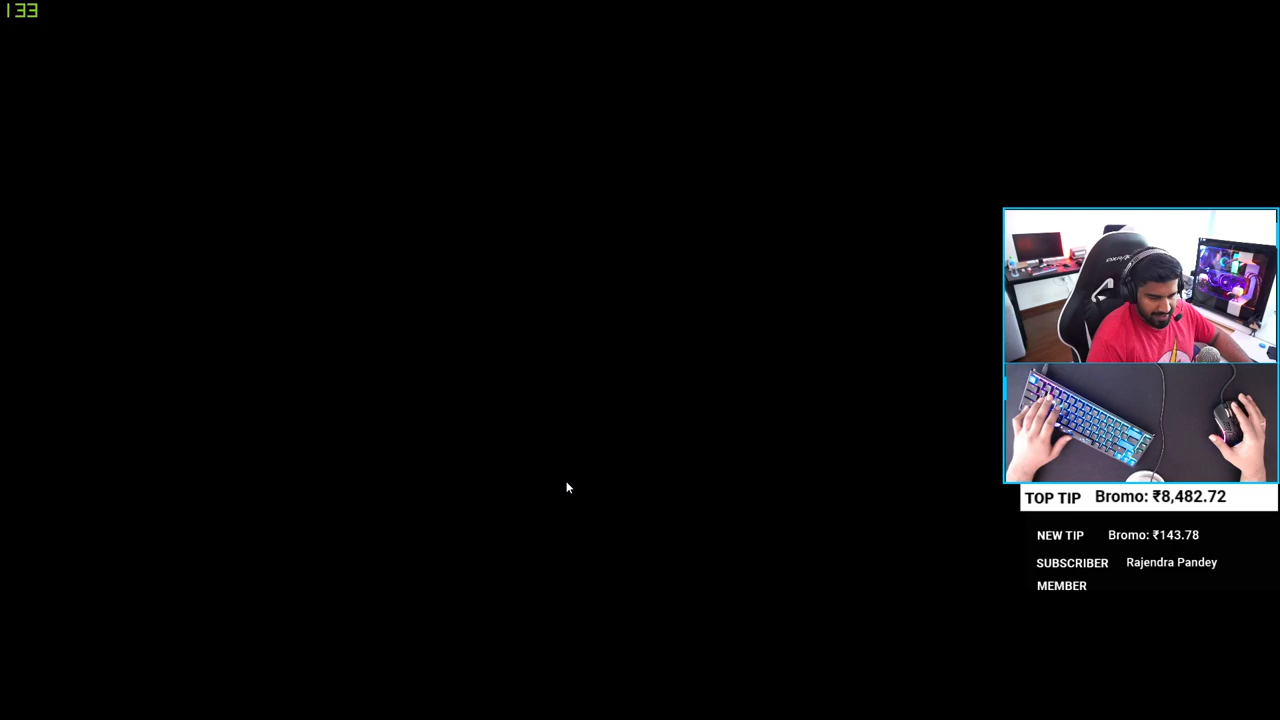 133
TOP TIP Bromo: ₹8,482.72
NEW TIP Bromo: ₹143.78
SUBSCRIBER Rajendra Pandey
MEMBER